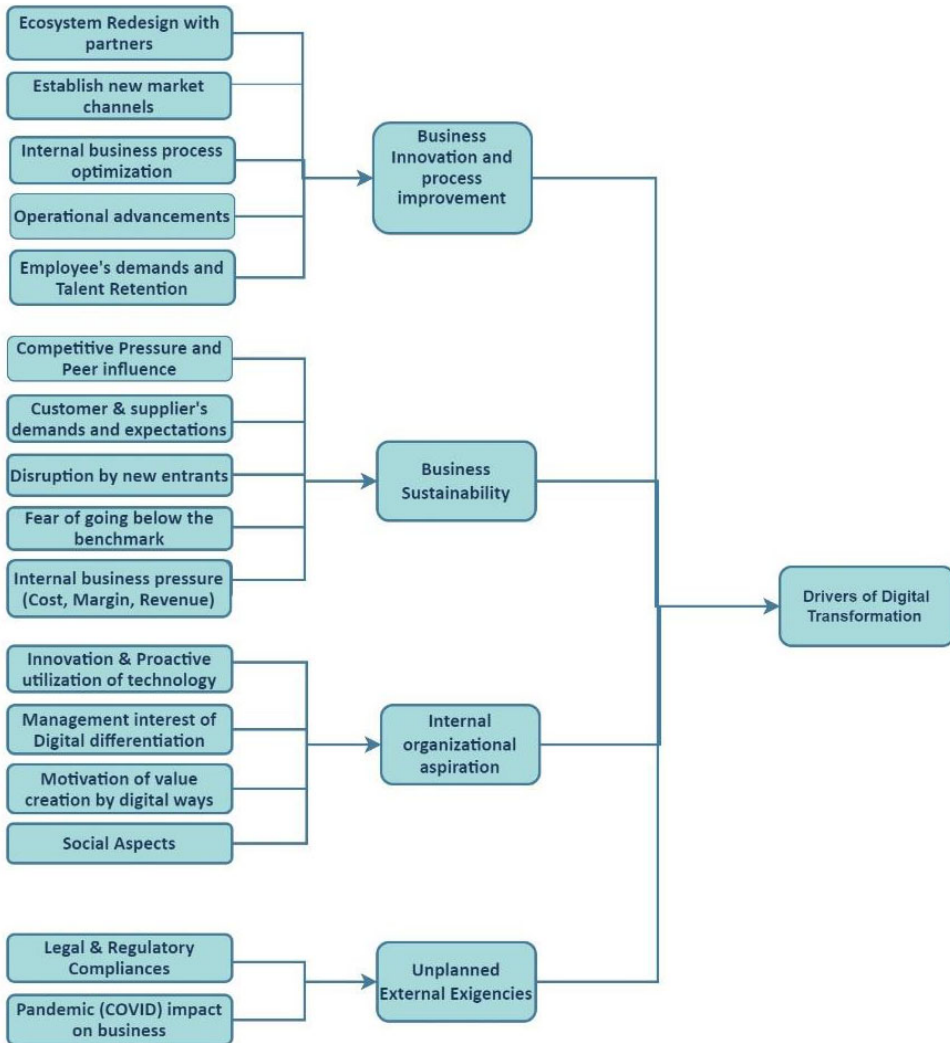 Ecosystem Redesign with
partners
Establish new market
channels
Internal business process
optimization
Operational advancements
Employee's demands and
Talent Retention
Business
Innovation and
process
improvement
Competitive Pressure and
Peer influence
Customer & supplier's
demands and expectations
Disruption by new entrants
Fear of going below the
benchmark
Internal business pressure
(Cost, Margin, Revenue)
Business
Sustainability
Innovation & Proactive
utilization of technology
Management interest of
Digital differentiation
Motivation of value
creation by digital ways
Social Aspects
Internal
organizational
aspiration
Legal & Regulatory
Compliances
Pandemic (COVID) impact
on business
Unplanned
External Exigencies
Drivers of Digital
Transformation